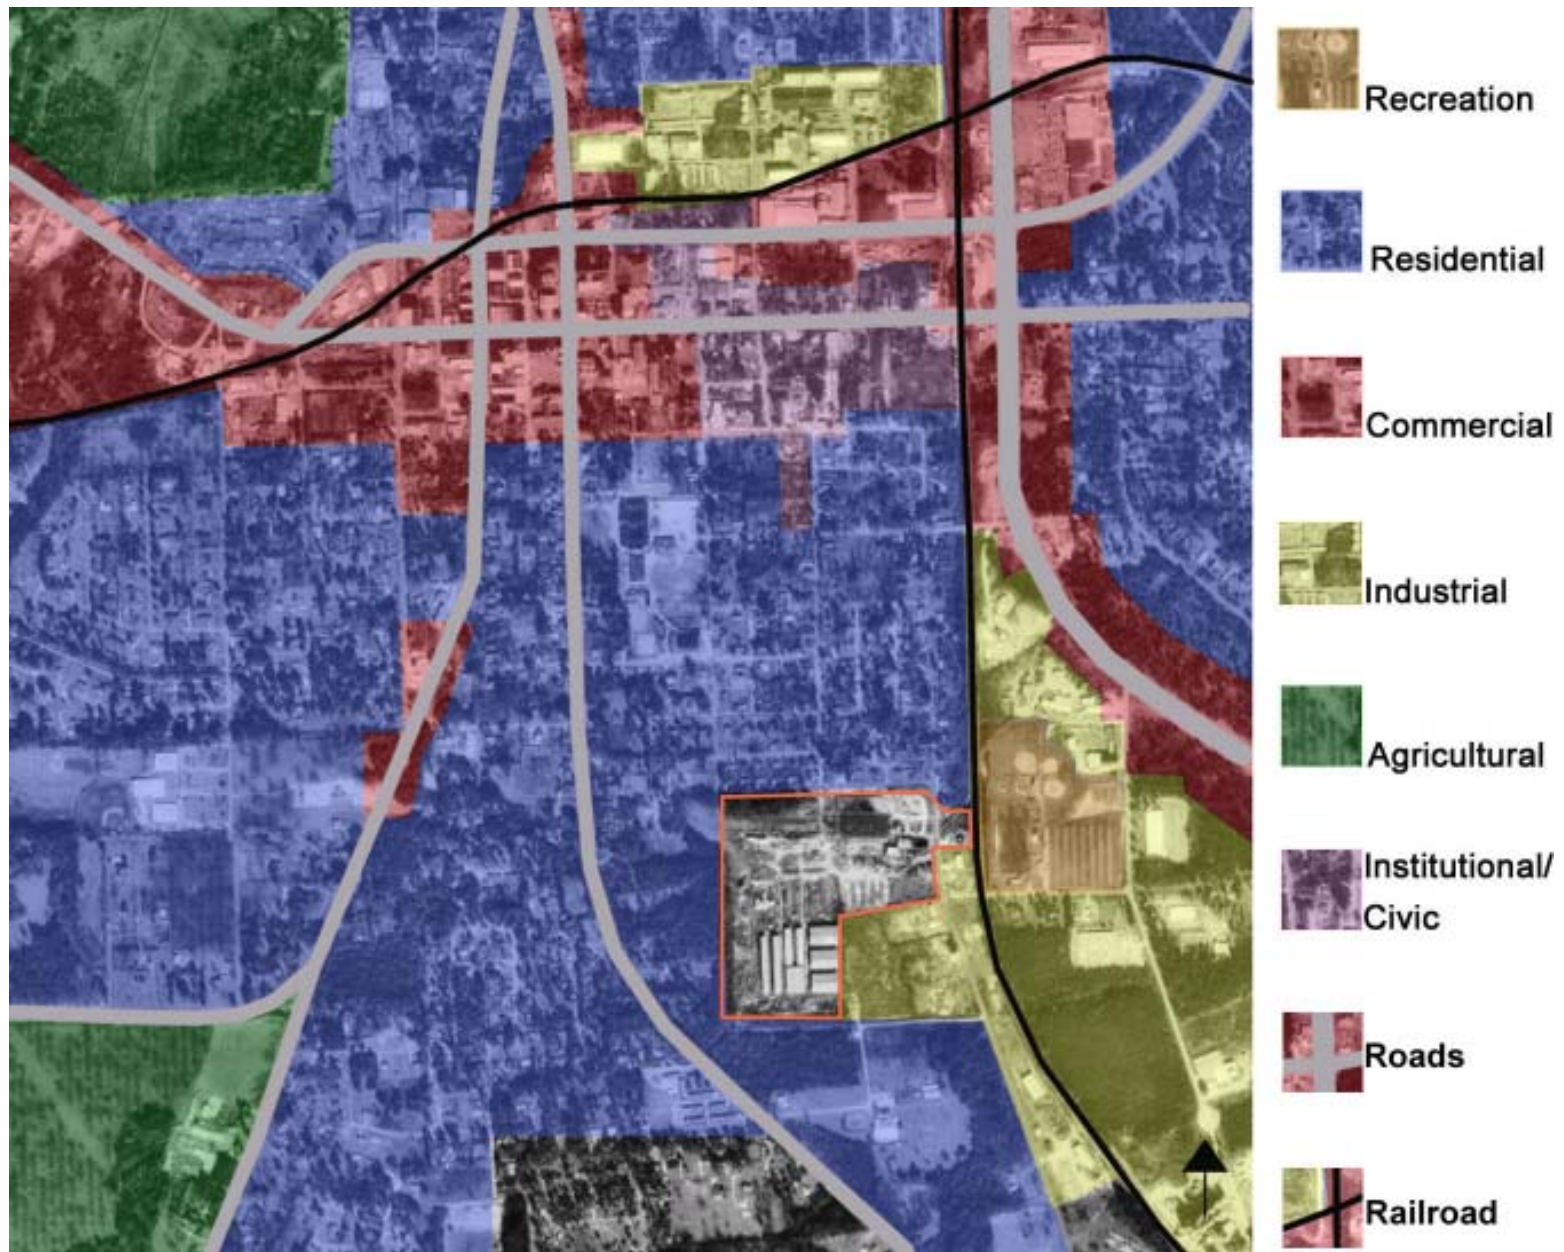 Recreation
Residential
Commercial
Industrial
Agricultural
Institutional/
Civic
Roads
Railroad